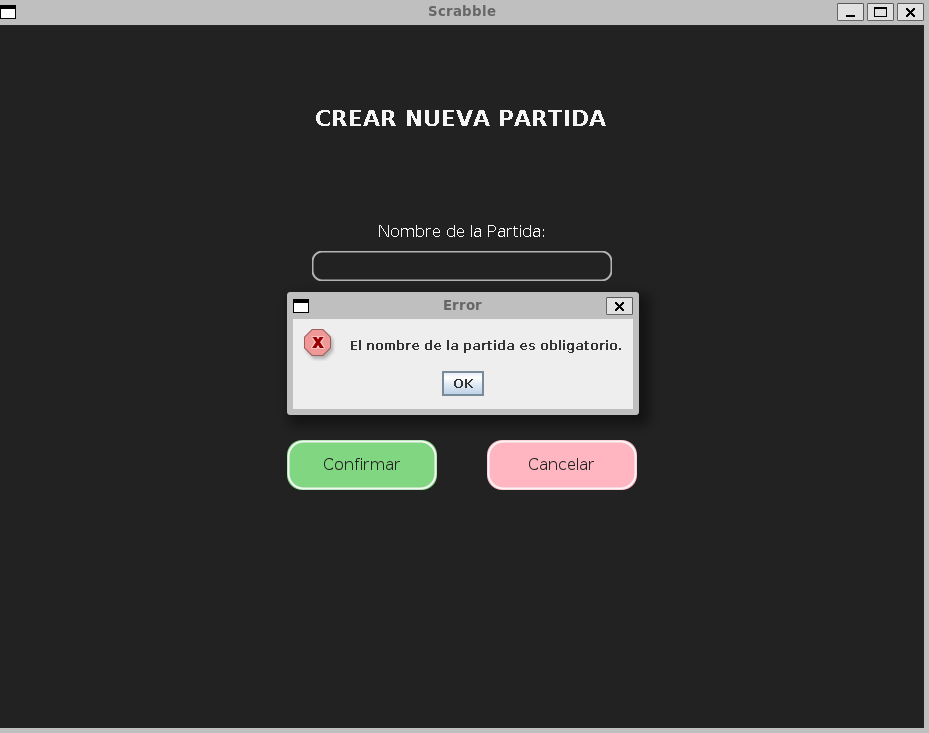 Scrabble
CREAR NUEVA PARTIDA
Nombre de la Partida:
Error
X
El nombre de la partida es obligatorio.
OK
Confirmar
Cancelar